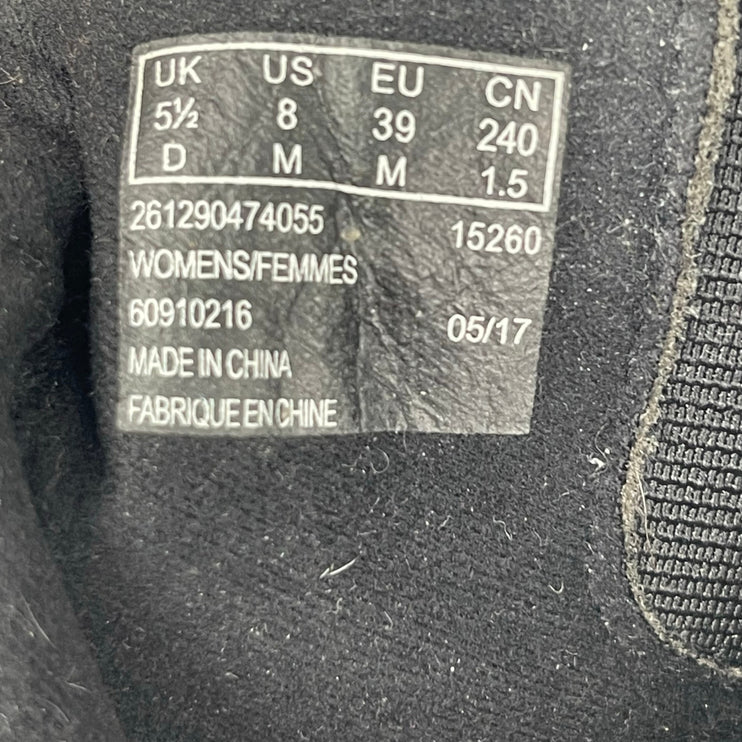 UK US EU CN
5½ 8 39 240
D M M 1.5
261290474055 15260
WOMENS/FEMMES
60910216 05/17
MADE IN CHINA
FABRIQUE EN CHINE